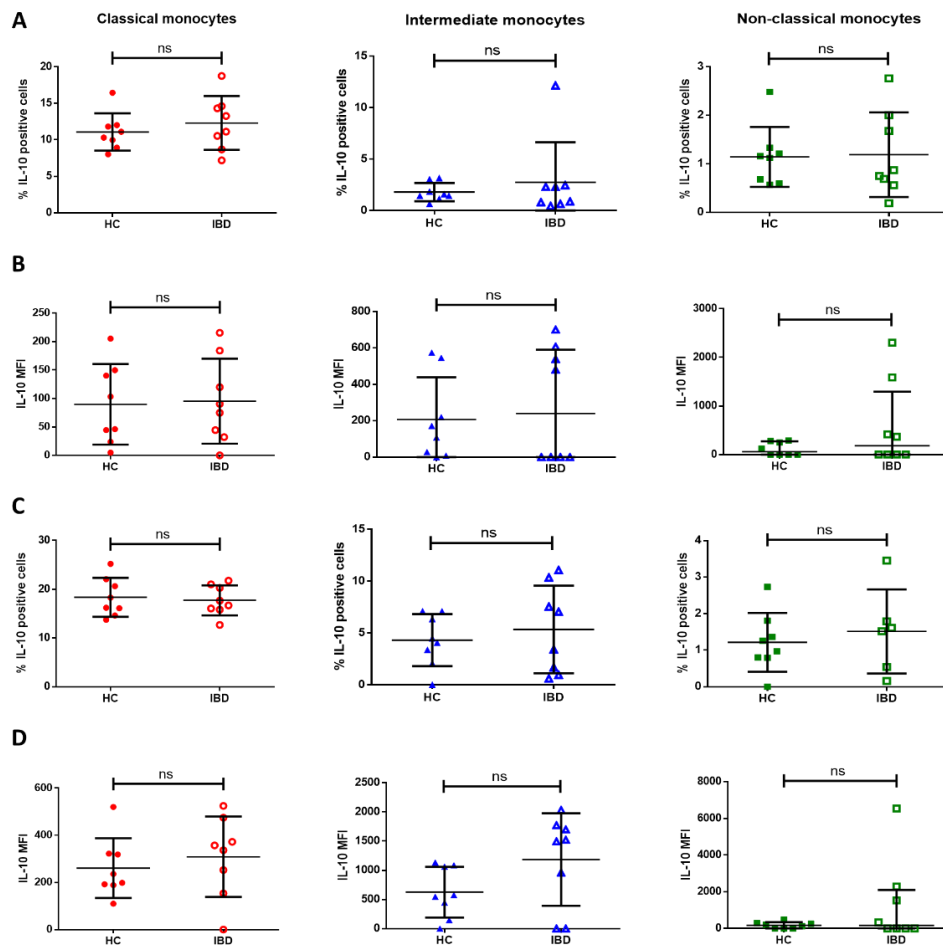 Classical monocytes
Intermediate monocytes
Non-classical monocytes
A
ns
% IL-10 positive cells
20
15
10
5
0
HC
IBD
ns
% IL-10 positive cells
15
10
5
0
HC
IBD
ns
% IL-10 positive cells
3
2
1
0
HC
IBD
B
ns
IL-10 MFI
250
200
150
100
50
0
HC
IBD
ns
IL-10 MFI
800
600
400
200
0
HC
IBD
ns
IL-10 MFI
3000
2000
1000
0
HC
IBD
C
ns
% IL-10 positive cells
30
20
10
0
HC
IBD
ns
% IL-10 positive cells
15
10
5
0
HC
IBD
ns
% IL-10 positive cells
4
3
2
1
0
HC
IBD
D
ns
IL-10 MFI
600
400
200
0
HC
IBD
ns
IL-10 MFI
2500
2000
1500
1000
500
0
HC
IBD
ns
IL-10 MFI
8000
6000
4000
2000
0
HC
IBD